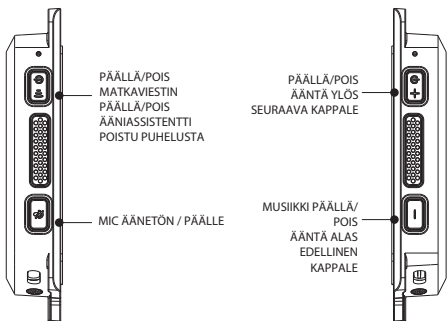 PÄÄLLÄ/POIS
MATKAVIESTIN
PÄÄLLÄ/POIS
ÄÄNIASSISTENTTI
POISTU PUHELUSTA
MIC ÄÄNETÖN / PÄÄLLE
PÄÄLLÄ/POIS
ÄÄNTÄ YLÖS
SEURAAVA KAPPALE
MUSIIKKI PÄÄLLÄ/
POIS
ÄÄNTÄ ALAS
EDELLINEN
KAPPALE